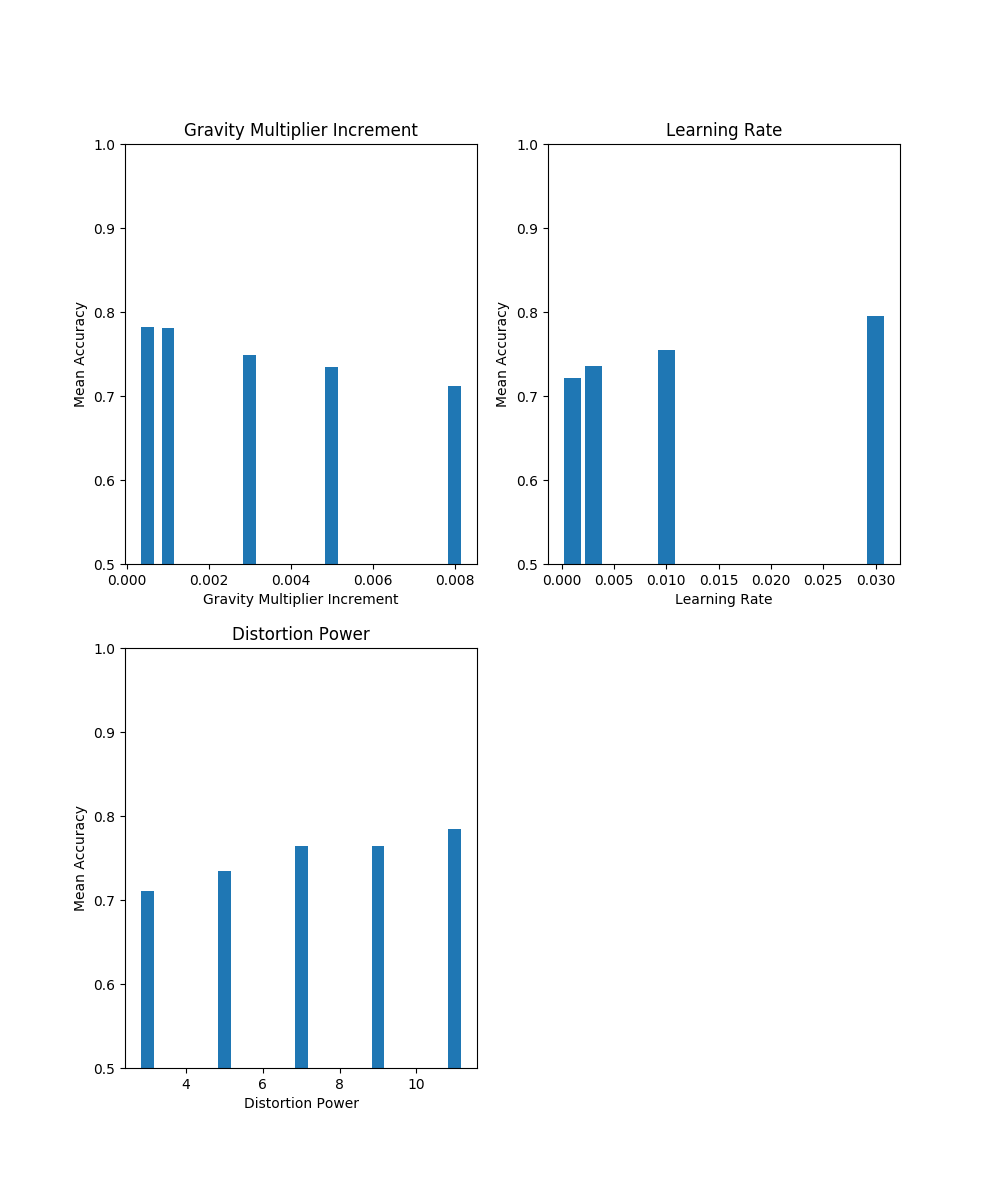 Gravity Multiplier Increment
1.0
0.9
0.8
0.7
0.6
0.5
Mean Accuracy
0.000 0.002 0.004 0.006 0.008
Gravity Multiplier Increment
Learning Rate
1.0
0.9
0.8
0.7
0.6
0.5
Mean Accuracy
0.000 0.005 0.010 0.015 0.020 0.025 0.030
Learning Rate
Distortion Power
1.0
0.9
0.8
0.7
0.6
0.5
Mean Accuracy
4 6 8 10
Distortion Power